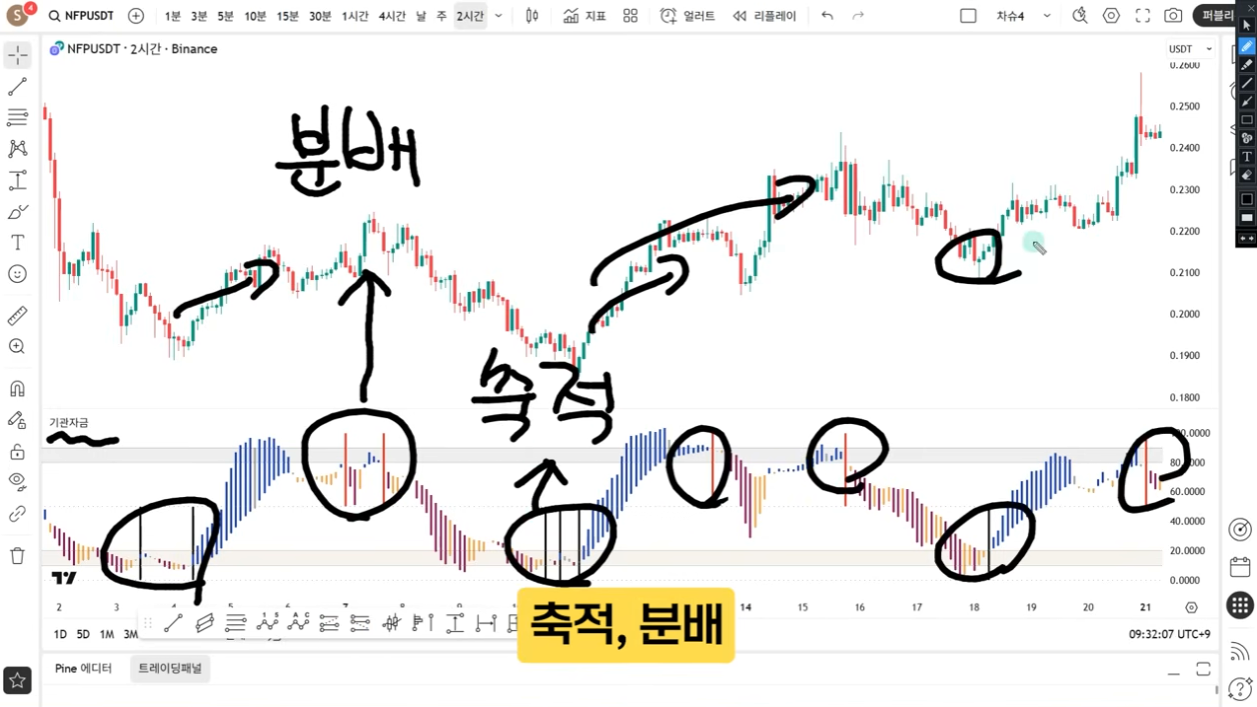 S 4 NFPUSDT 1분 3분 5분 10분 15분 30분 1시간 4시간 날 주 2시간 지표 얼러트 리플레이 차슈4 퍼블리
NFPUSDT · 2시간 · Binance
USDT
0.2600
0.2500
0.2400
0.2300
0.2200
0.2100
0.2000
0.1900
0.1800
분배
축적
기관자금
80.0000
60.0000
40.0000
20.0000
0.0000
2 3 4 5 6 7 8 9 14 15 16 17 18 19 20 21
1D 5D 1M 3M
09:32:07 UTC+9
축적, 분배
Pine 에디터 트레이딩패널